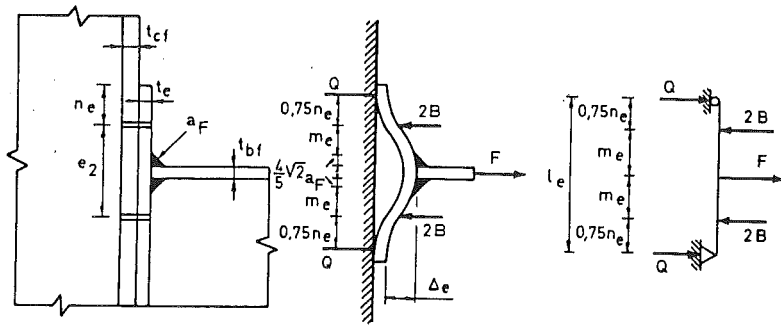 t_cf
n_e
t_e
a_F
e_2
t_bf
Q
0,75n_e
m_e
4/5 √2 a_F
m_e
0,75n_e
Q
2B
F
2B
Δ_e
l_e
Q
0,75n_e
m_e
m_e
0,75n_e
Q
2B
F
2B